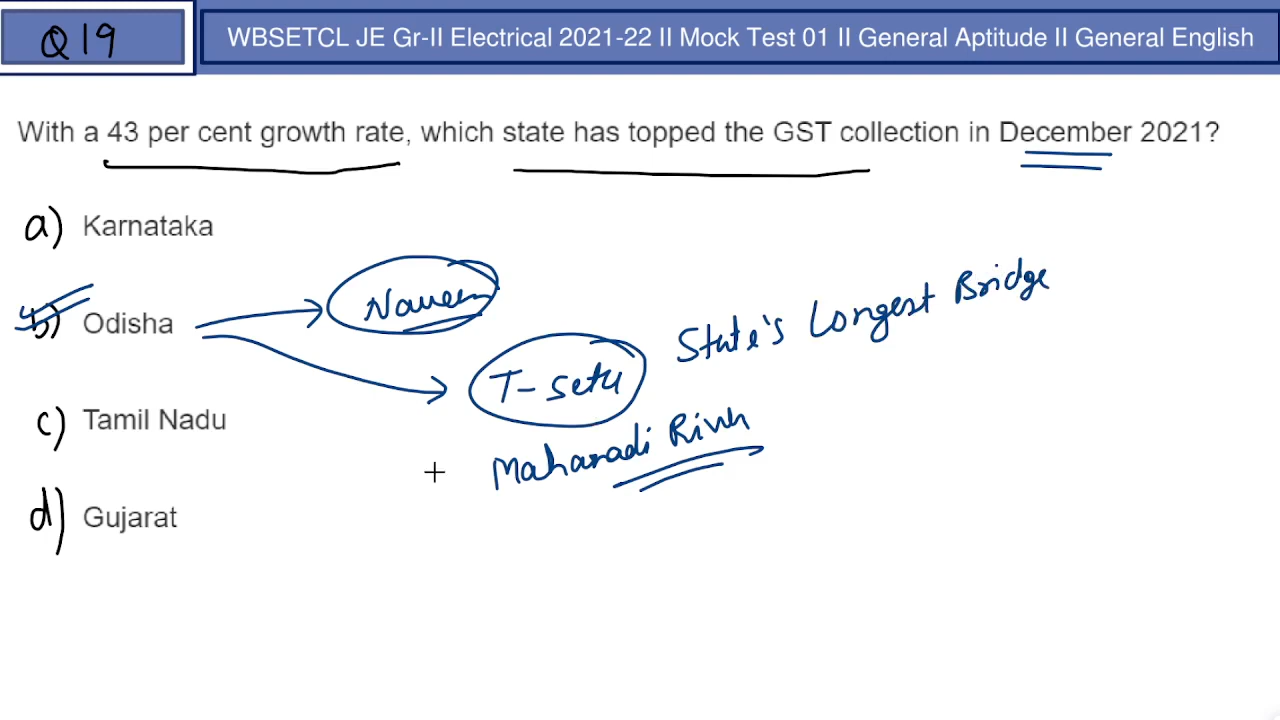 Q19
WBSETCL JE Gr-II Electrical 2021-22 II Mock Test 01 II General Aptitude II General English
With a 43 per cent growth rate, which state has topped the GST collection in December 2021?
a) Karnataka
b) Odisha
Naveen
T-setu
State's Longest Bridge
Mahanadi River
c) Tamil Nadu
d) Gujarat